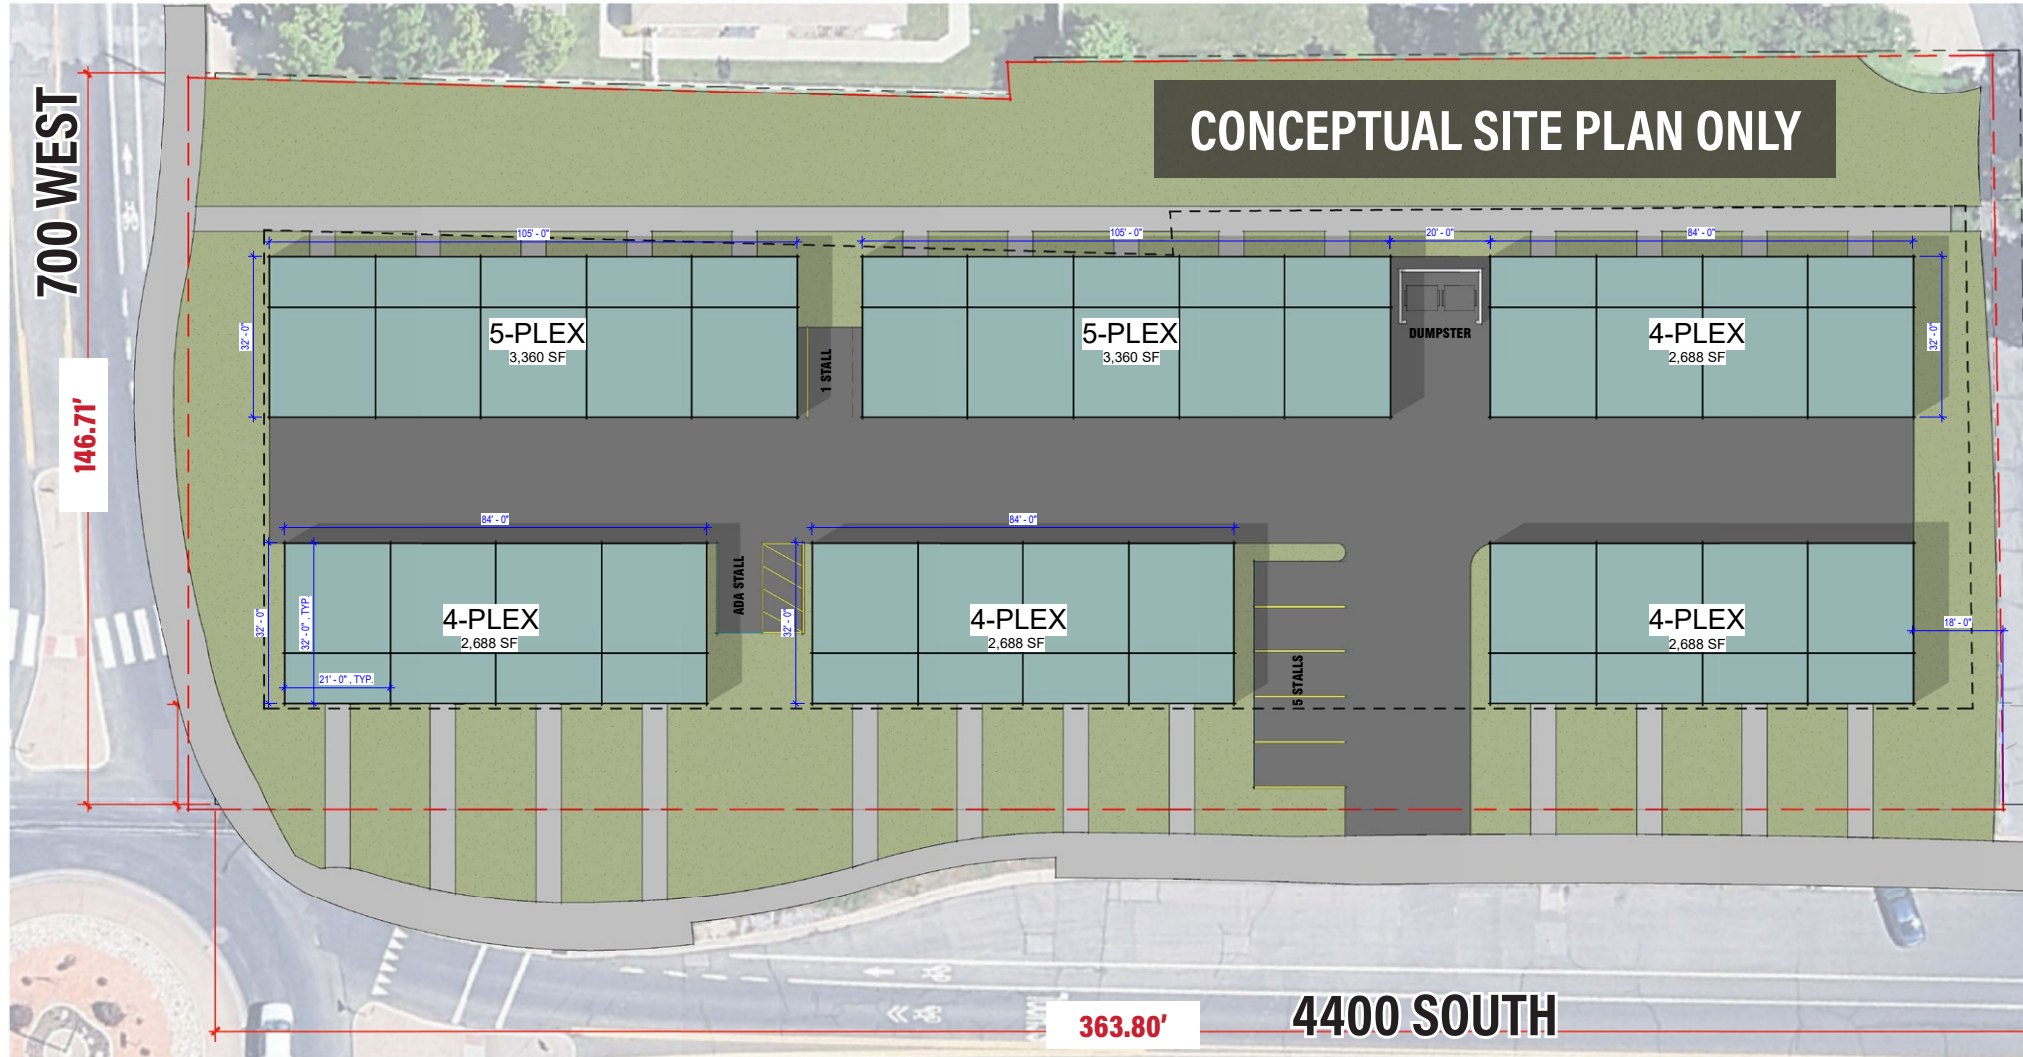 CONCEPTUAL SITE PLAN ONLY
700 WEST
146.71'
105' - 0"
105' - 0"
20' - 0"
84' - 0"
32' - 0"
5-PLEX
3,360 SF
1 STALL
5-PLEX
3,360 SF
DUMPSTER
4-PLEX
2,688 SF
32' - 0"
84' - 0"
84' - 0"
32' - 0"
32' - 0" , TYP.
21' - 0" , TYP.
4-PLEX
2,688 SF
ADA STALL
32' - 0"
4-PLEX
2,688 SF
5 STALLS
4-PLEX
2,688 SF
18' - 0"
363.80'
4400 SOUTH